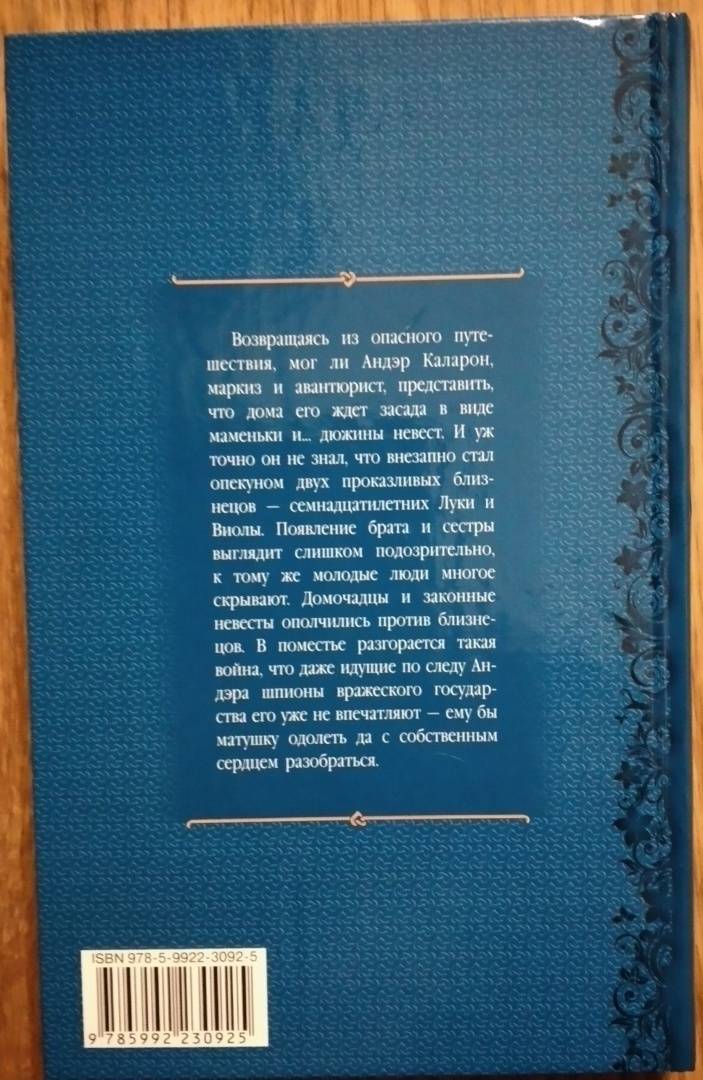 Возвращаясь из опасного путе-
шествия, мог ли Андэр Каларон,
маркиз и авантюрист, представить,
что дома его ждет засада в виде
маменьки и... дюжины невест. И уж
точно он не знал, что внезапно стал
опекуном двух проказливых близ-
нецов — семнадцатилетних Луки и
Виолы. Появление брата и сестры
выглядит слишком подозрительно,
к тому же молодые люди многое
скрывают. Домочадцы и законные
невесты ополчились против близне-
цов. В поместье разгорается такая
война, что даже идущие по следу Ан-
дэра шпионы вражеского государ-
ства его уже не впечатляют — ему бы
матушку одолеть да с собственным
сердцем разобраться.
ISBN 978-5-9922-3092-5
9 785992 230925